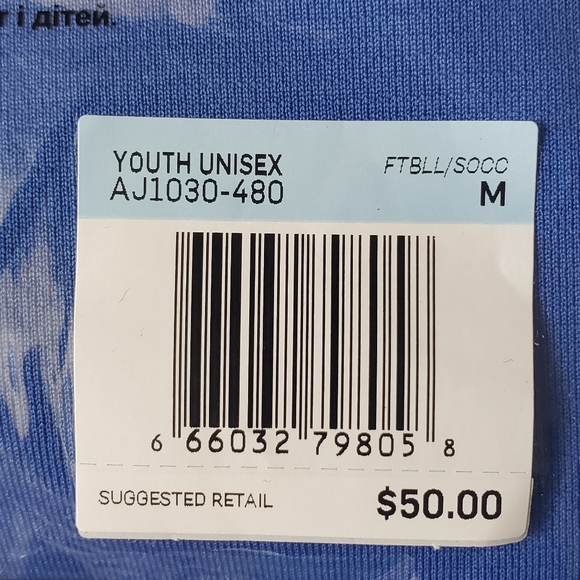 і дітей.
YOUTH UNISEX FTBLL/SOCC
AJ1030-480 M
6 66032 79805 8
SUGGESTED RETAIL $50.00